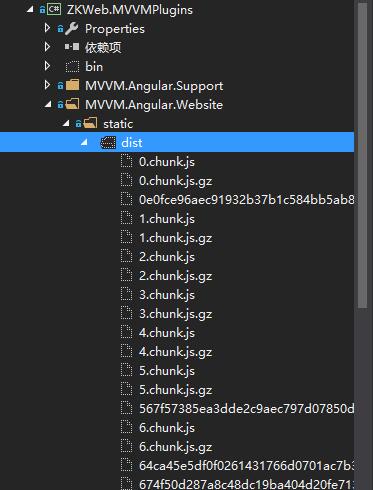 C# ZKWeb.MVVMPlugins
Properties
依赖项
bin
MVVM.Angular.Support
MVVM.Angular.Website
static
dist
0.chunk.js
0.chunk.js.gz
0e0fce96aec91932b37b1c584bb5ab8
1.chunk.js
1.chunk.js.gz
2.chunk.js
2.chunk.js.gz
3.chunk.js
3.chunk.js.gz
4.chunk.js
4.chunk.js.gz
5.chunk.js
5.chunk.js.gz
567f57385ea3dde2c9aec797d07850d
6.chunk.js
6.chunk.js.gz
64ca45e5df0f0261431766d0701ac7b3
674f50d287a8c48dc19ba404d20fe713